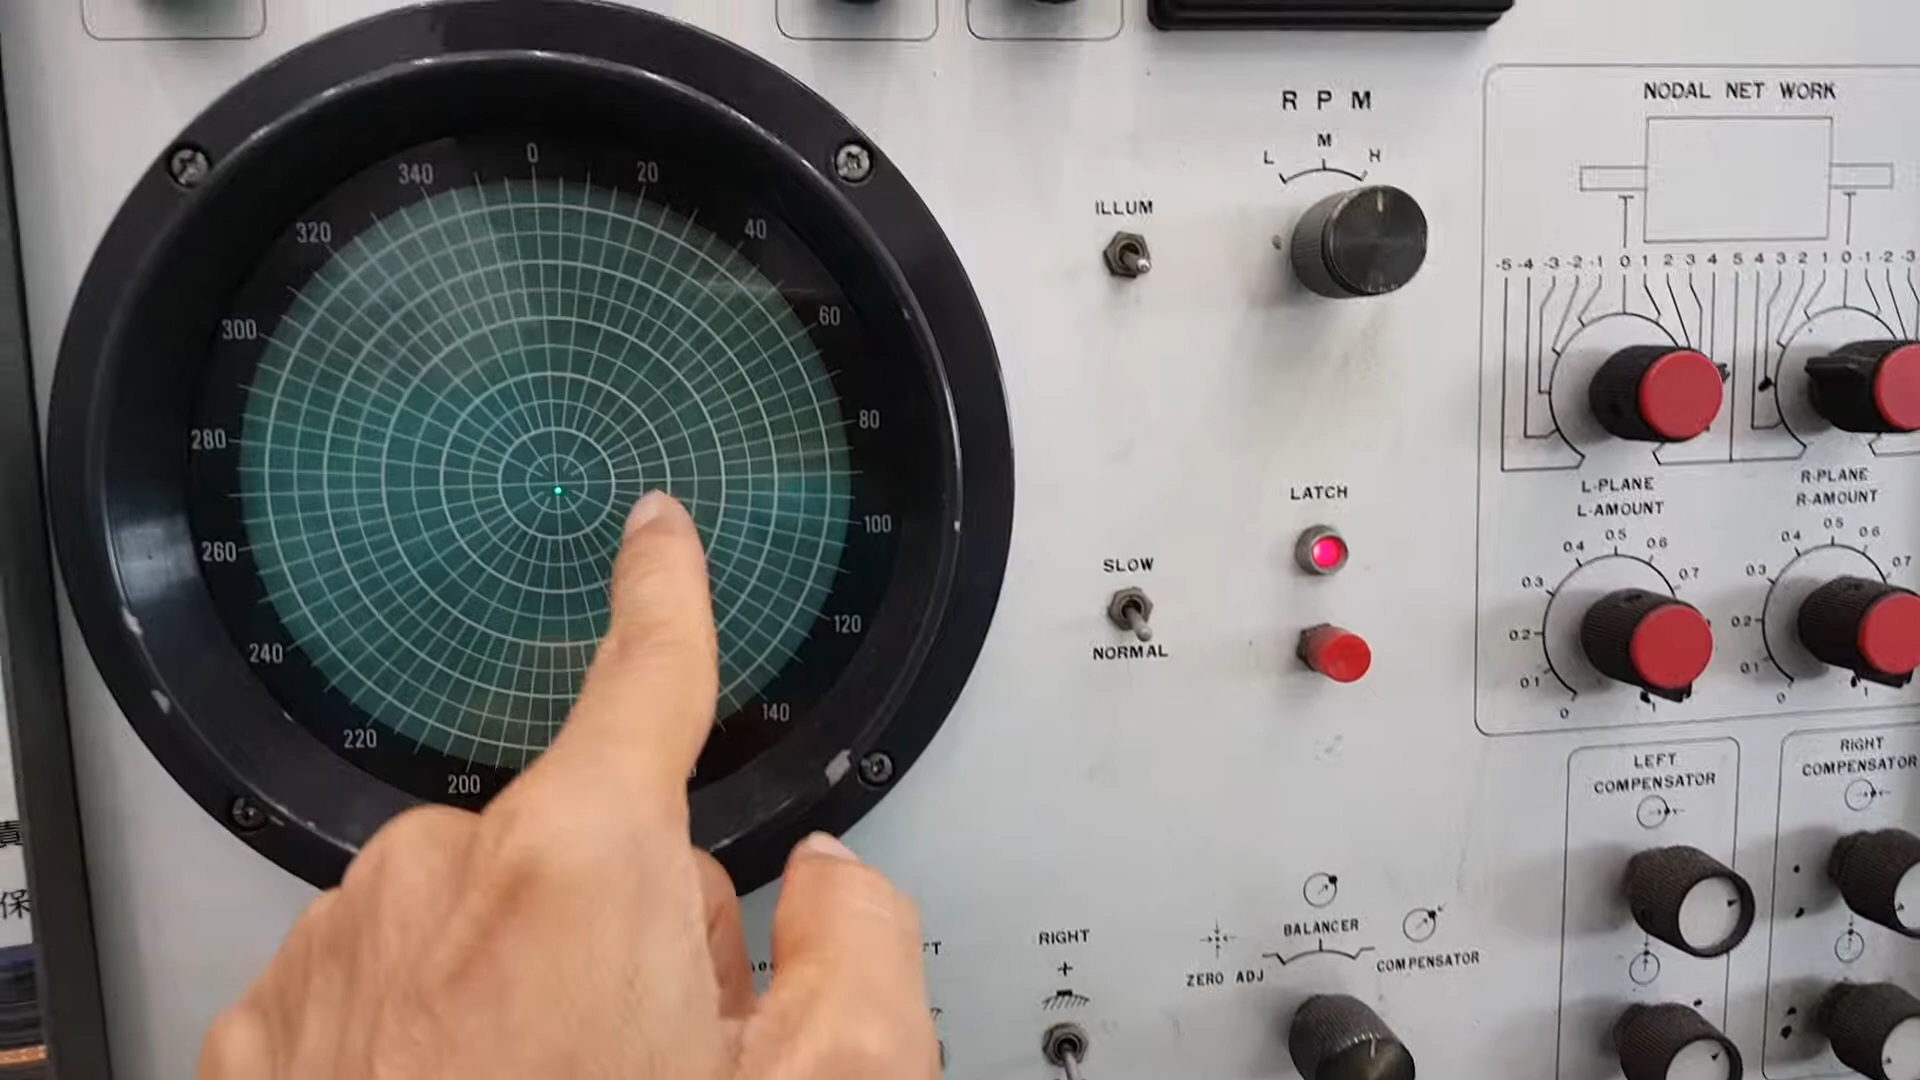 0
20
40
60
80
100
120
140
200
220
240
260
280
300
320
340
R P M
L M H
ILLUM
LATCH
SLOW
NORMAL
NODAL NET WORK
-5 -4 -3 -2 -1 0 1 2 3 4 5 4 3 2 1 0 -1 -2 -3
L-PLANE
L-AMOUNT
0 0.1 0.2 0.3 0.4 0.5 0.6 0.7 1
R-PLANE
R-AMOUNT
0 0.1 0.2 0.3 0.4 0.5 0.6 0.7 1
LEFT
COMPENSATOR
RIGHT
COMPENSATOR
RIGHT
+
ZERO ADJ
BALANCER
COMPENSATOR
保